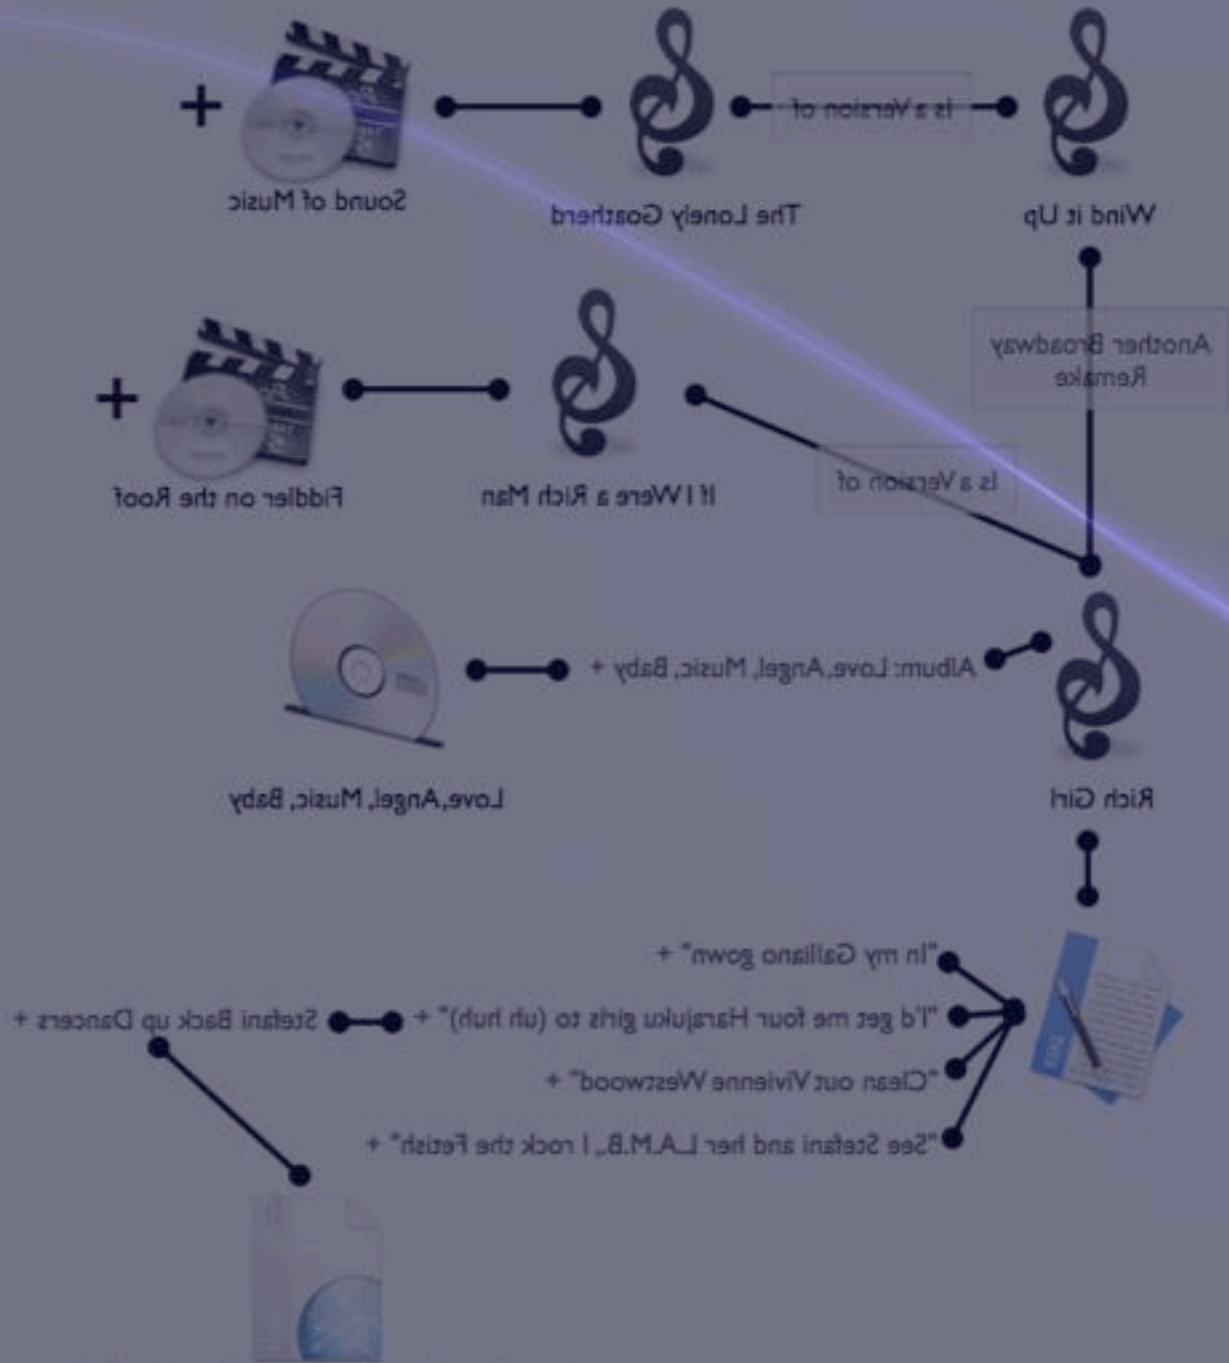 Wind it Up
Is a Version of
The Lonely Goatherd
Sound of Music
+
Another Broadway
Remake
Is a Version of
If I Were a Rich Man
Fiddler on the Roof
+
Rich Girl
Album: Love, Angel, Music, Baby +
Love, Angel, Music, Baby
"In my Galliano gown" +
"I'd get me four Harajuku girls to (uh huh)" +
Stefani Back up Dancers +
"Clean out Vivienne Westwood" +
"See Stefani and her L.A.M.B., I rock the Fetish" +